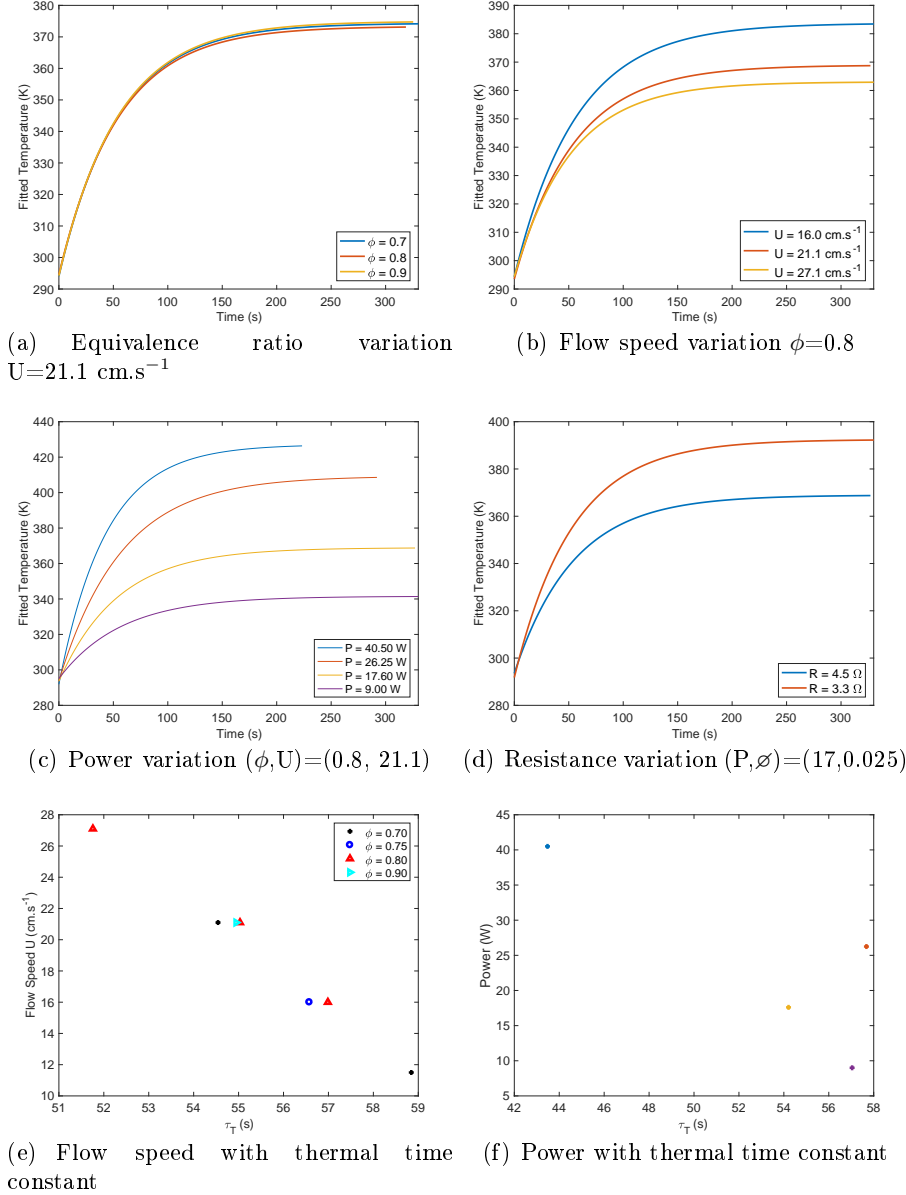 380
370
360
350
340
330
320
310
300
290
Fitted Temperature (K)
0 50 100 150 200 250 300
Time (s)
ϕ = 0.7
ϕ = 0.8
ϕ = 0.9
(a) Equivalence ratio variation
U=21.1 cm.s⁻¹
390
380
370
360
350
340
330
320
310
300
290
Fitted Temperature (K)
0 50 100 150 200 250 300
Time (s)
U = 16.0 cm.s⁻¹
U = 21.1 cm.s⁻¹
U = 27.1 cm.s⁻¹
(b) Flow speed variation ϕ=0.8
440
420
400
380
360
340
320
300
280
Fitted Temperature (K)
0 50 100 150 200 250 300
Time (s)
P = 40.50 W
P = 26.25 W
P = 17.60 W
P = 9.00 W
(c) Power variation (ϕ,U)=(0.8, 21.1)
400
380
360
340
320
300
280
Fitted Temperature (K)
0 50 100 150 200 250 300
Time (s)
R = 4.5 Ω
R = 3.3 Ω
(d) Resistance variation (P,ø)=(17,0.025)
28
26
24
22
20
18
16
14
12
10
Flow Speed U (cm.s⁻¹)
51 52 53 54 55 56 57 58 59
τ_T (s)
ϕ = 0.70
ϕ = 0.75
ϕ = 0.80
ϕ = 0.90
(e) Flow speed with thermal time
constant
45
40
35
30
25
20
15
10
5
Power (W)
42 44 46 48 50 52 54 56 58
τ_T (s)
(f) Power with thermal time constant